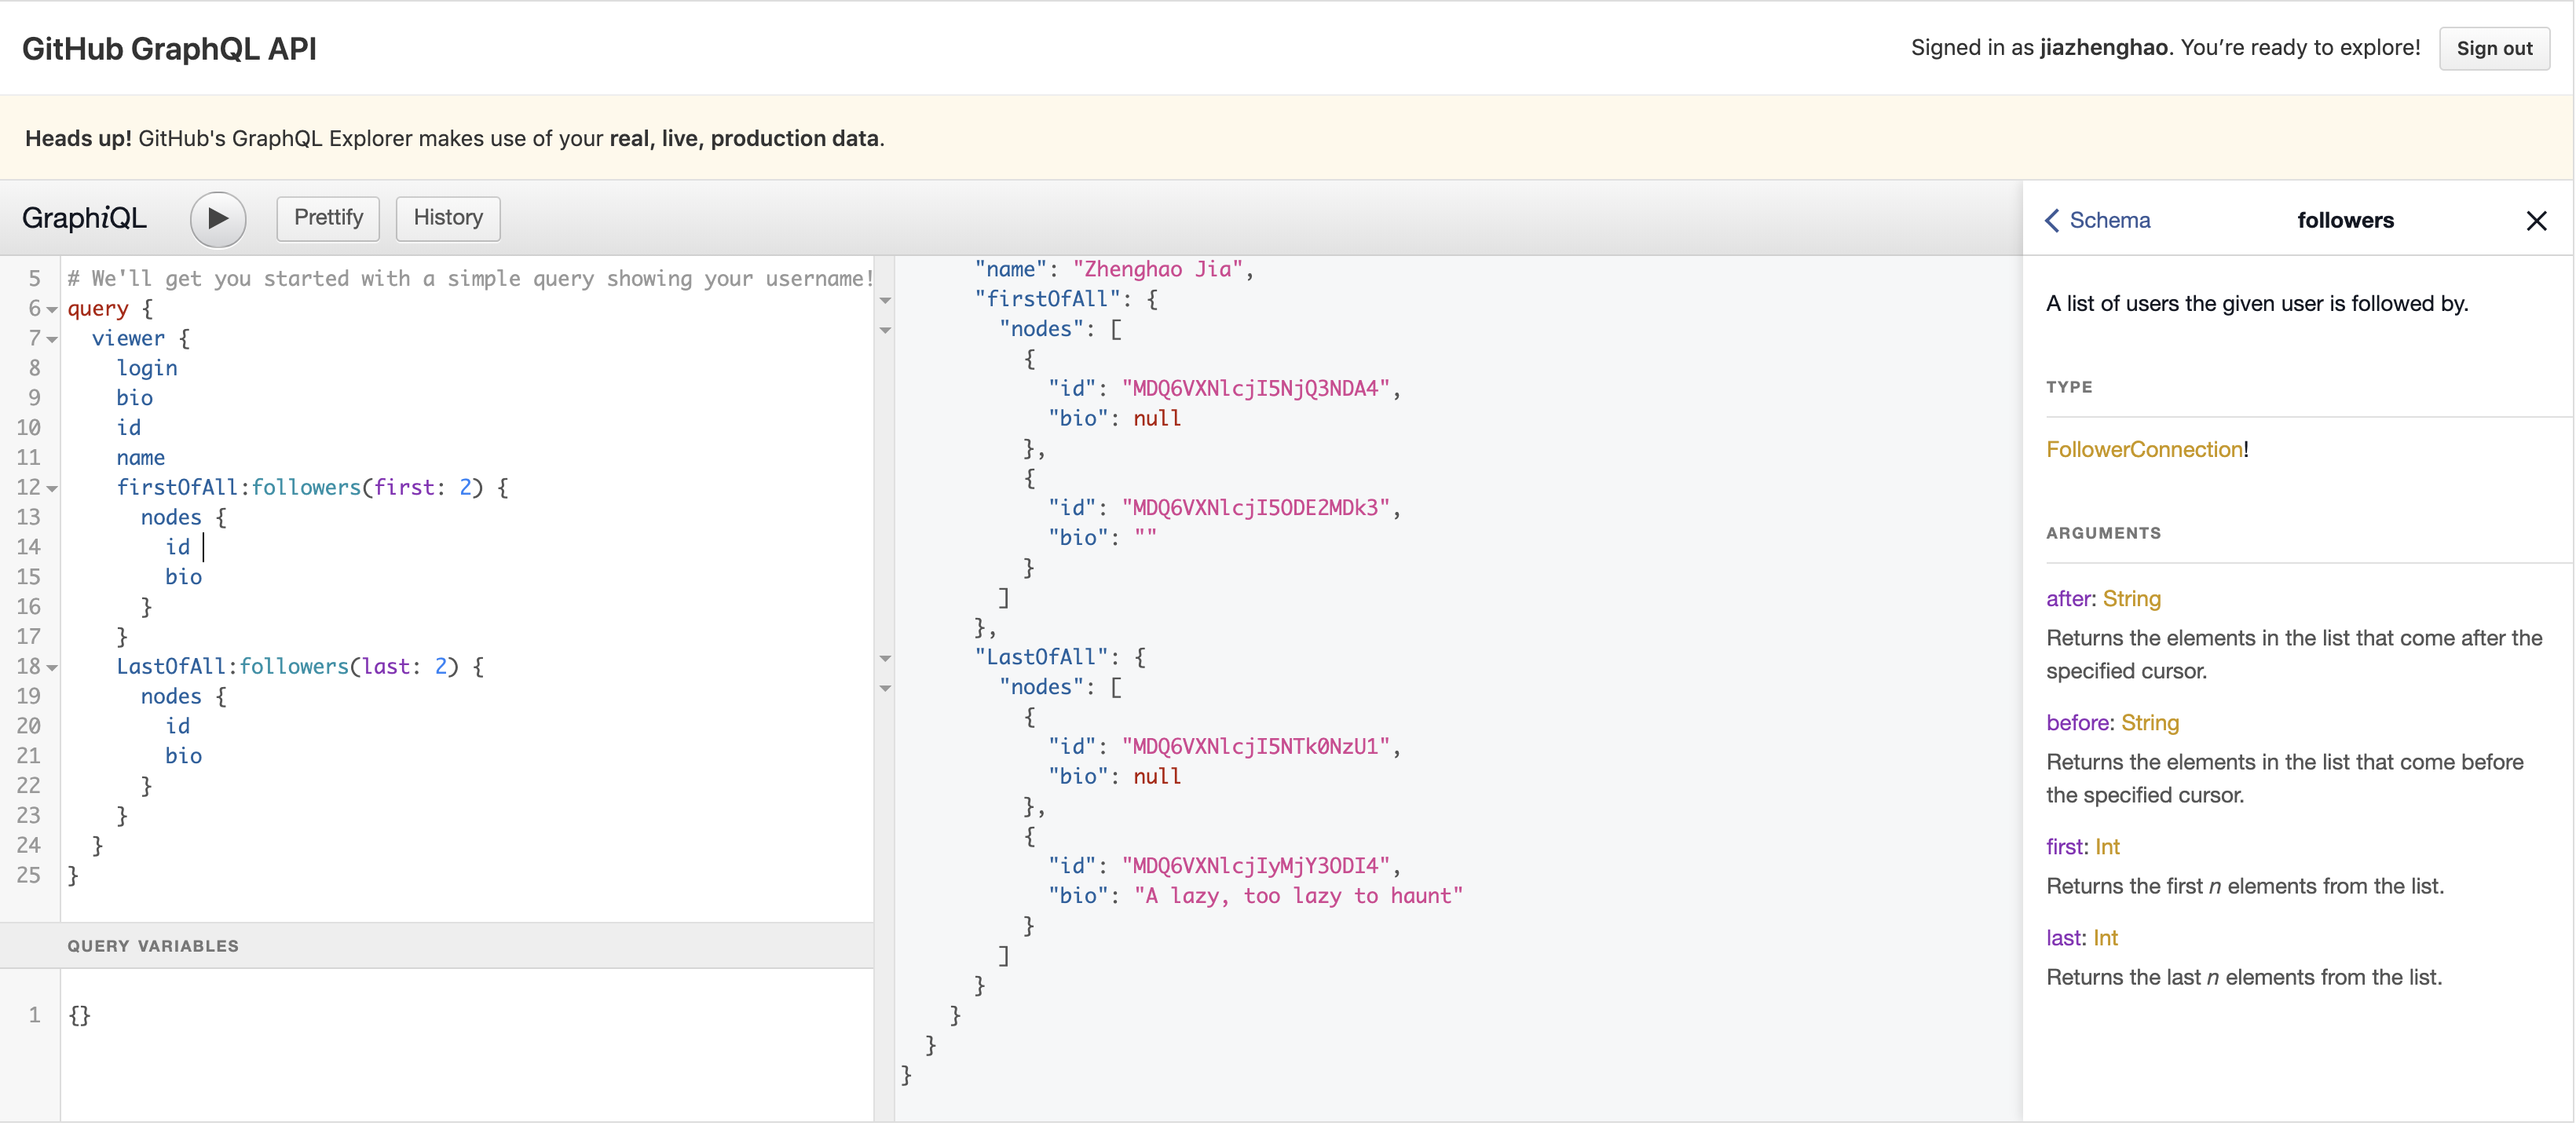 GitHub GraphQL API
Signed in as jiazhenghao. You’re ready to explore!
Sign out
Heads up! GitHub's GraphQL Explorer makes use of your real, live, production data.
GraphiQL
Prettify
History
5 # We'll get you started with a simple query showing your username!
6 query {
7 viewer {
8 login
9 bio
10 id
11 name
12 firstOfAll:followers(first: 2) {
13 nodes {
14 id
15 bio
16 }
17 }
18 LastOfAll:followers(last: 2) {
19 nodes {
20 id
21 bio
22 }
23 }
24 }
25 }
QUERY VARIABLES
1 {}
"name": "Zhenghao Jia",
"firstOfAll": {
"nodes": [
{
"id": "MDQ6VXNlcjI5NjQ3NDA4",
"bio": null
},
{
"id": "MDQ6VXNlcjI5ODE2MDk3",
"bio": ""
}
]
},
"LastOfAll": {
"nodes": [
{
"id": "MDQ6VXNlcjI5NTk0NzU1",
"bio": null
},
{
"id": "MDQ6VXNlcjIyMjY3ODI4",
"bio": "A lazy, too lazy to haunt"
}
]
}
}
}
}
Schema
followers
A list of users the given user is followed by.
TYPE
FollowerConnection!
ARGUMENTS
after: String
Returns the elements in the list that come after the
specified cursor.
before: String
Returns the elements in the list that come before
the specified cursor.
first: Int
Returns the first n elements from the list.
last: Int
Returns the last n elements from the list.